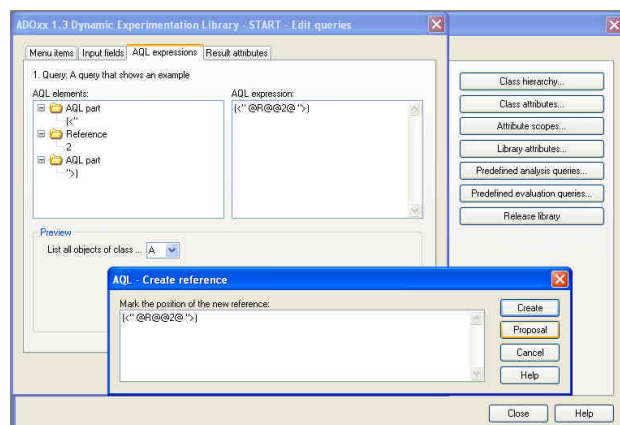 ADOxx 1.3 Dynamic Experimentation Library - START - Edit queries
Menu items
Input fields
AQL expressions
Result attributes
1. Query: A query that shows an example
AQL elements:
AQL part
{<"
Reference
2
AQL part
">}
AQL expression:
{<" @R@@2@ ">}
Preview
List all objects of class ...
A
Class hierarchy...
Class attributes...
Attribute scopes...
Library attributes...
Predefined analysis queries...
Predefined evaluation queries...
Release library
AQL - Create reference
Mark the position of the new reference:
{<" @R@@2@ ">}
Create
Proposal
Cancel
Help
Close
Help